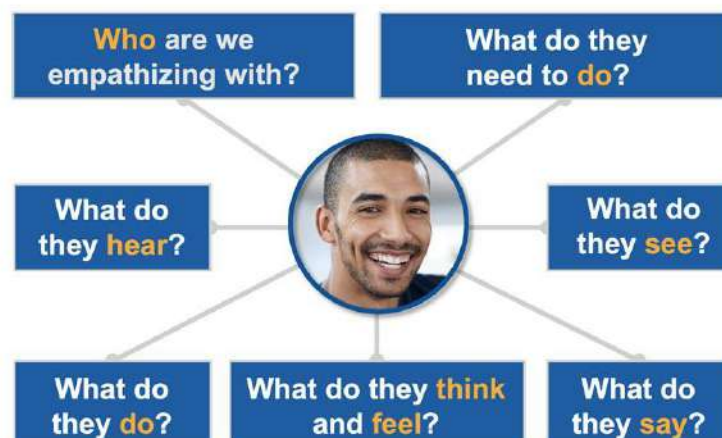 Who are we
empathizing with?
What do they
need to do?
What do
they hear?
What do
they see?
What do
they do?
What do they think
and feel?
What do
they say?